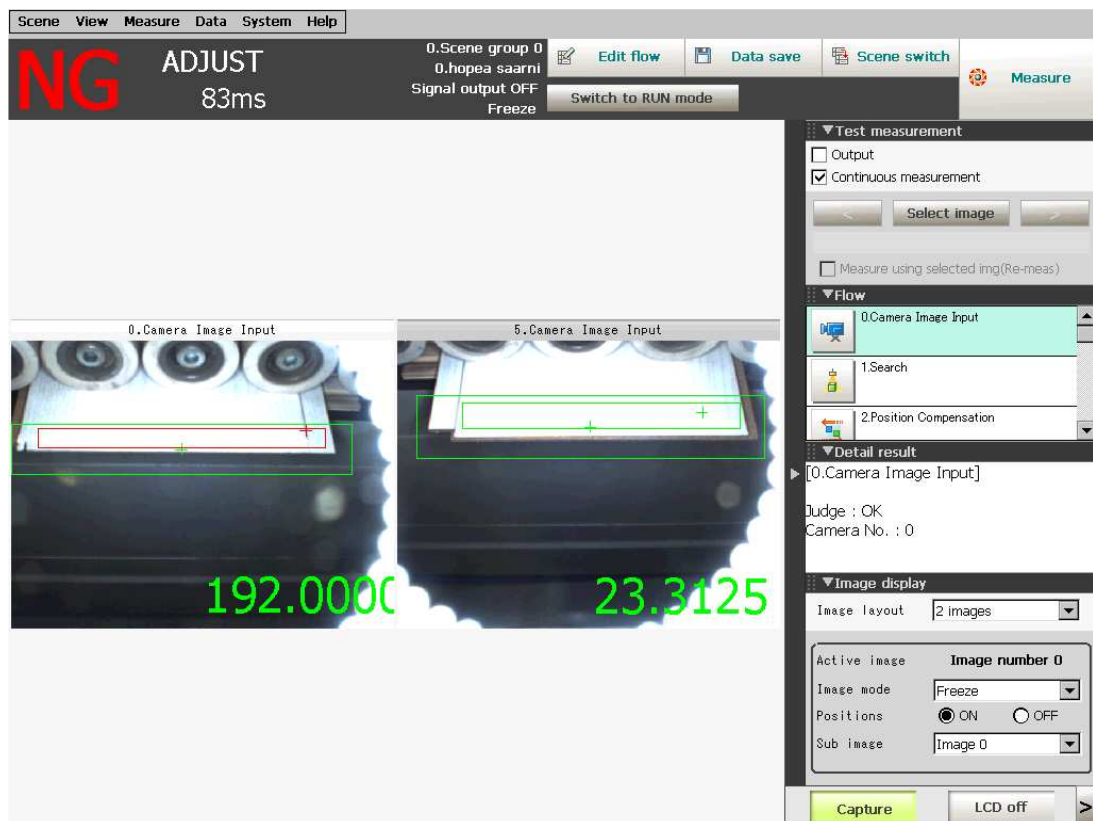 Scene View Measure Data System Help
NG
ADJUST
83ms
0.Scene group 0
0.hopea saarni
Signal output OFF
Freeze
Edit flow
Data save
Scene switch
Switch to RUN mode
Measure
▼Test measurement
Output
Continuous measurement
< Select image >
Measure using selected img(Re-meas)
▼Flow
0.Camera Image Input
1.Search
2.Position Compensation
▼Detail result
[0.Camera Image Input]
Judge : OK
Camera No. : 0
▼Image display
Image layout 2 images
Active image Image number 0
Image mode Freeze
Positions ON OFF
Sub image Image 0
Capture LCD off >
0.Camera Image Input
192.0000
5.Camera Image Input
23.3125